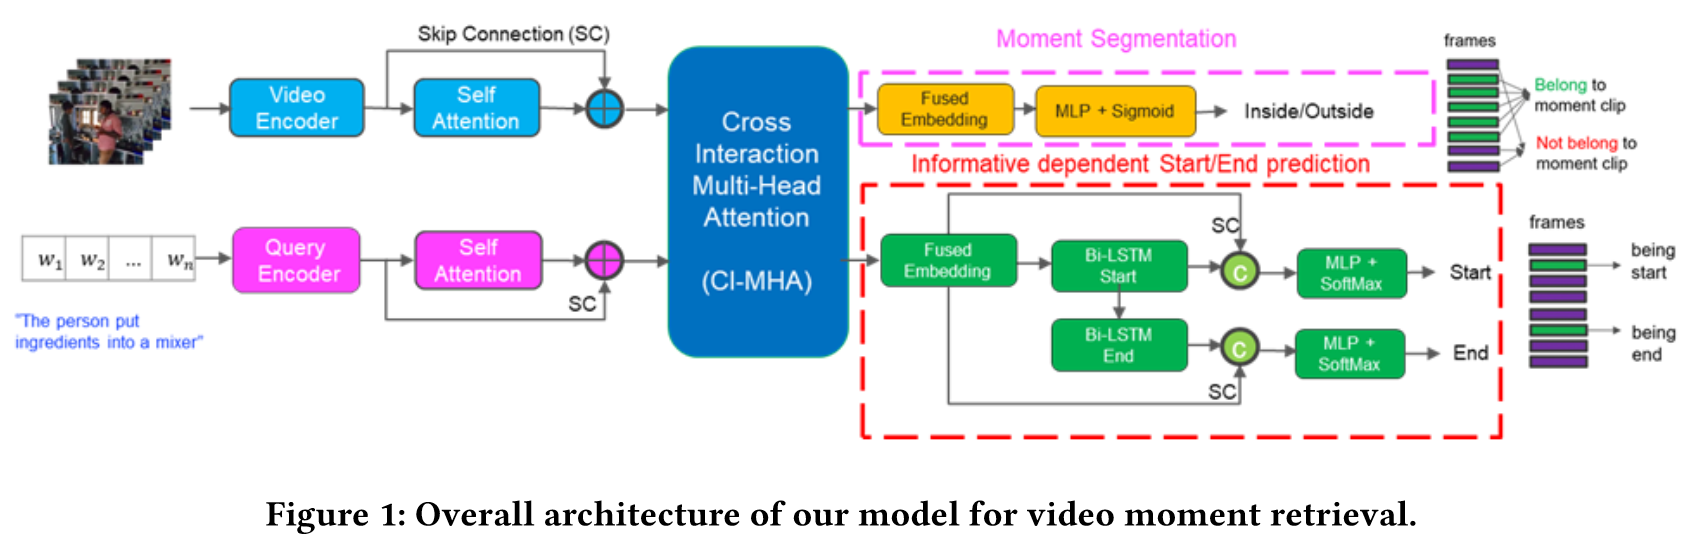 Skip Connection (SC)
Video
Encoder
Self
Attention
w1 w2 ... wn
"The person put
ingredients into a mixer"
Query
Encoder
Self
Attention
SC
Cross
Interaction
Multi-Head
Attention
(CI-MHA)
Moment Segmentation
Fused
Embedding
MLP + Sigmoid
Inside/Outside
frames
Belong to
moment clip
Not belong to
moment clip
Informative dependent Start/End prediction
Fused
Embedding
SC
Bi-LSTM
Start
C
MLP +
SoftMax
Start
Bi-LSTM
End
C
MLP +
SoftMax
End
SC
frames
being
start
being
end
Figure 1: Overall architecture of our model for video moment retrieval.